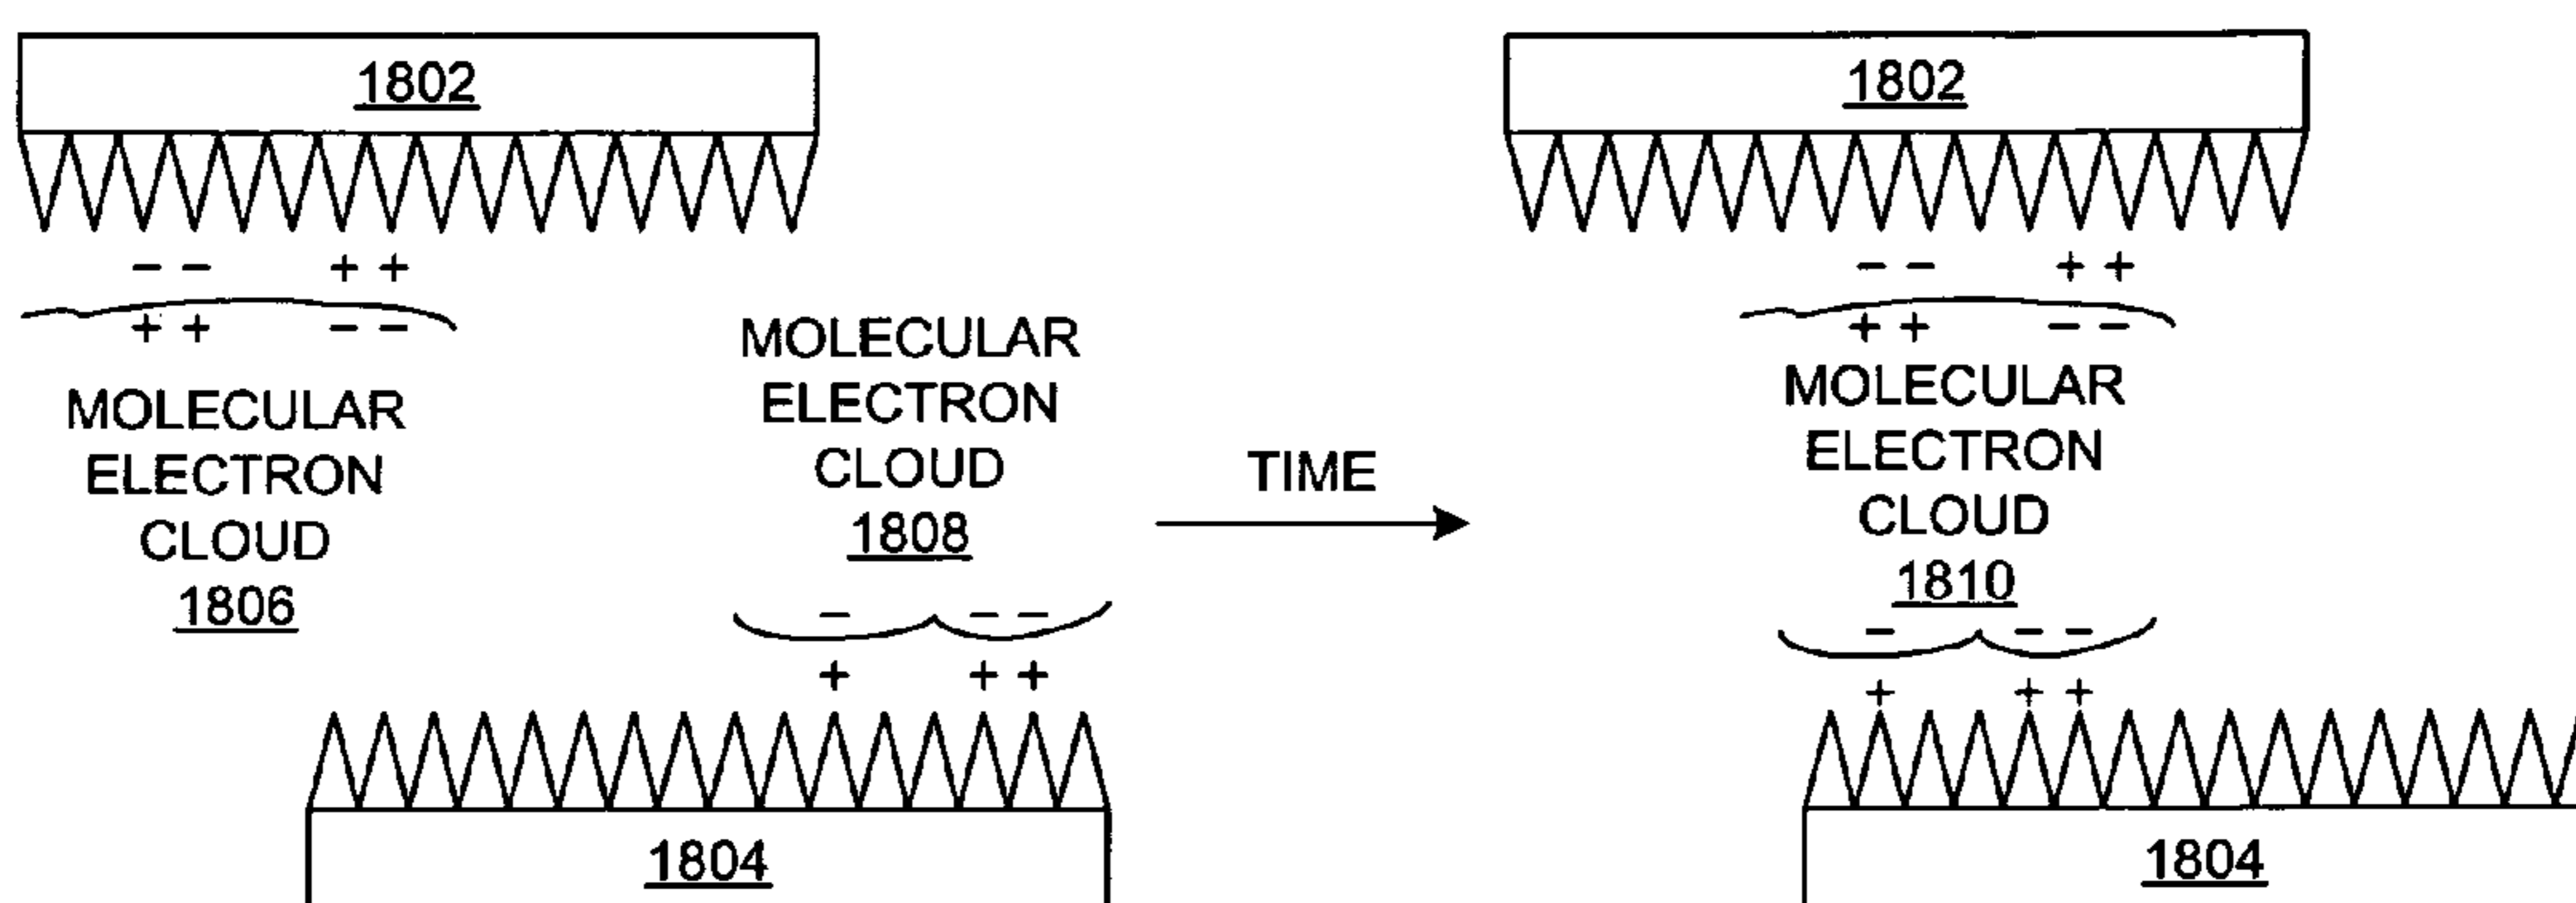 1802
- - + +
+ + - -
MOLECULAR
ELECTRON
CLOUD
1806
MOLECULAR
ELECTRON
CLOUD
1808
- - -
+ + +
1804
TIME
1802
- - + +
+ + - -
MOLECULAR
ELECTRON
CLOUD
1810
- - -
+ + +
1804